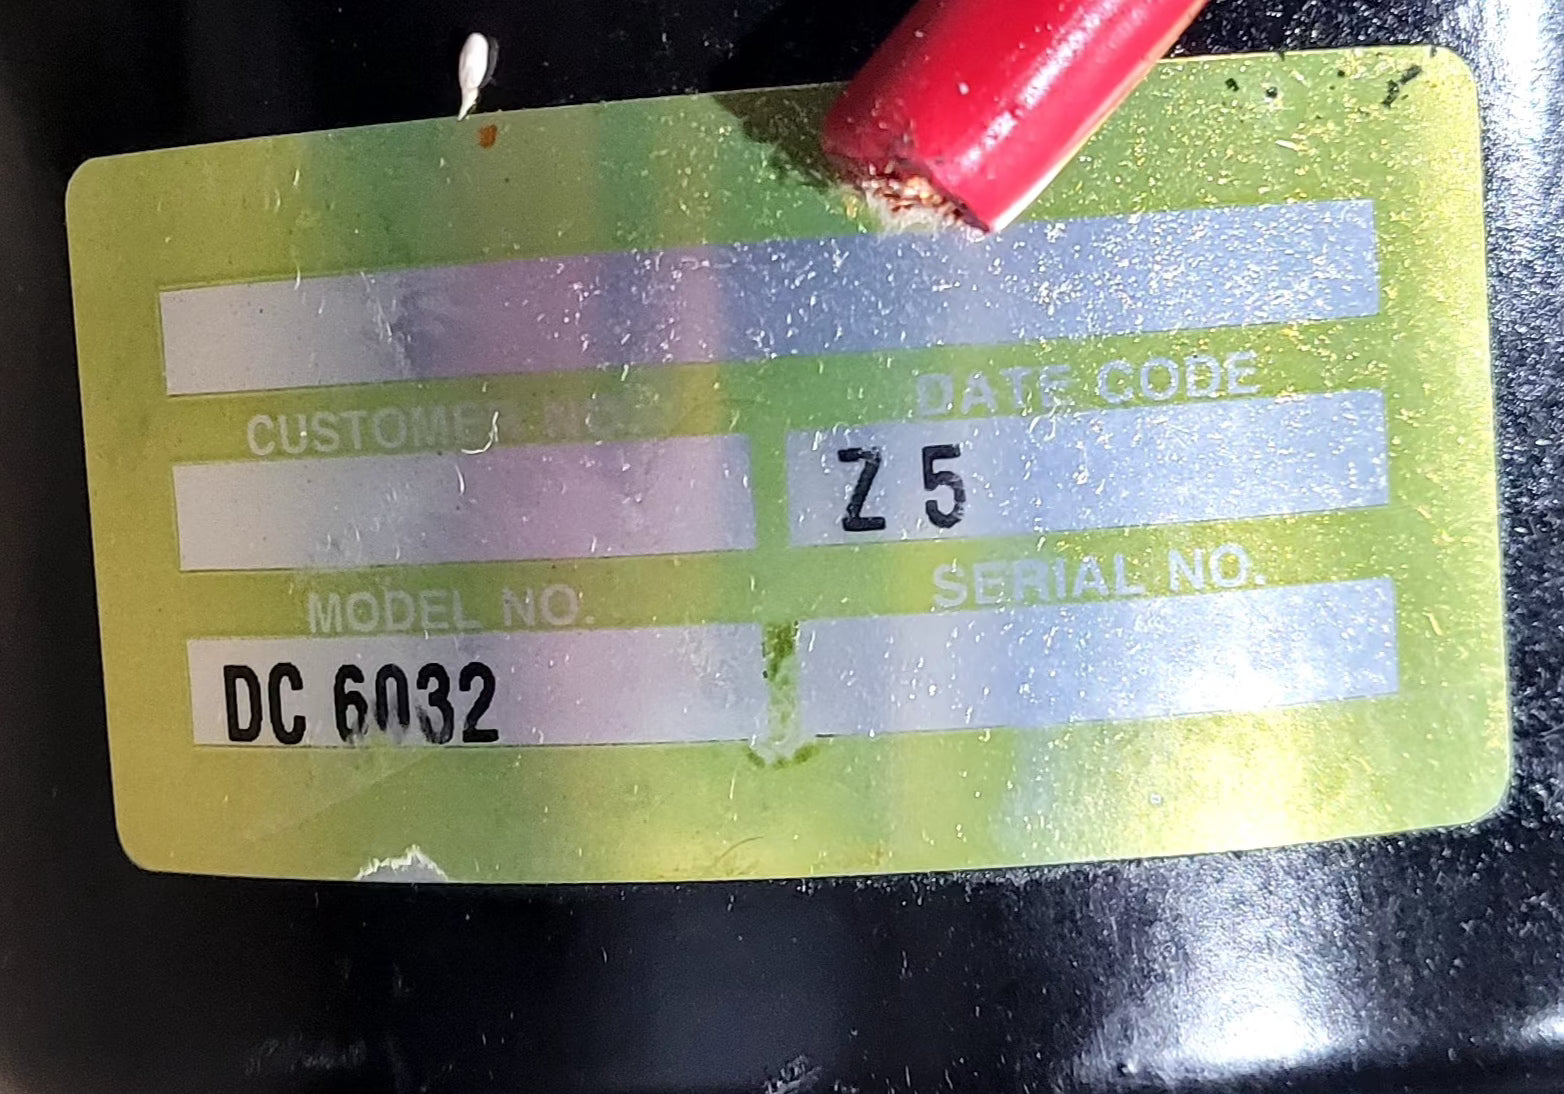 CUSTOMER NO. DATE CODE
Z 5
MODEL NO. SERIAL NO.
DC 6032